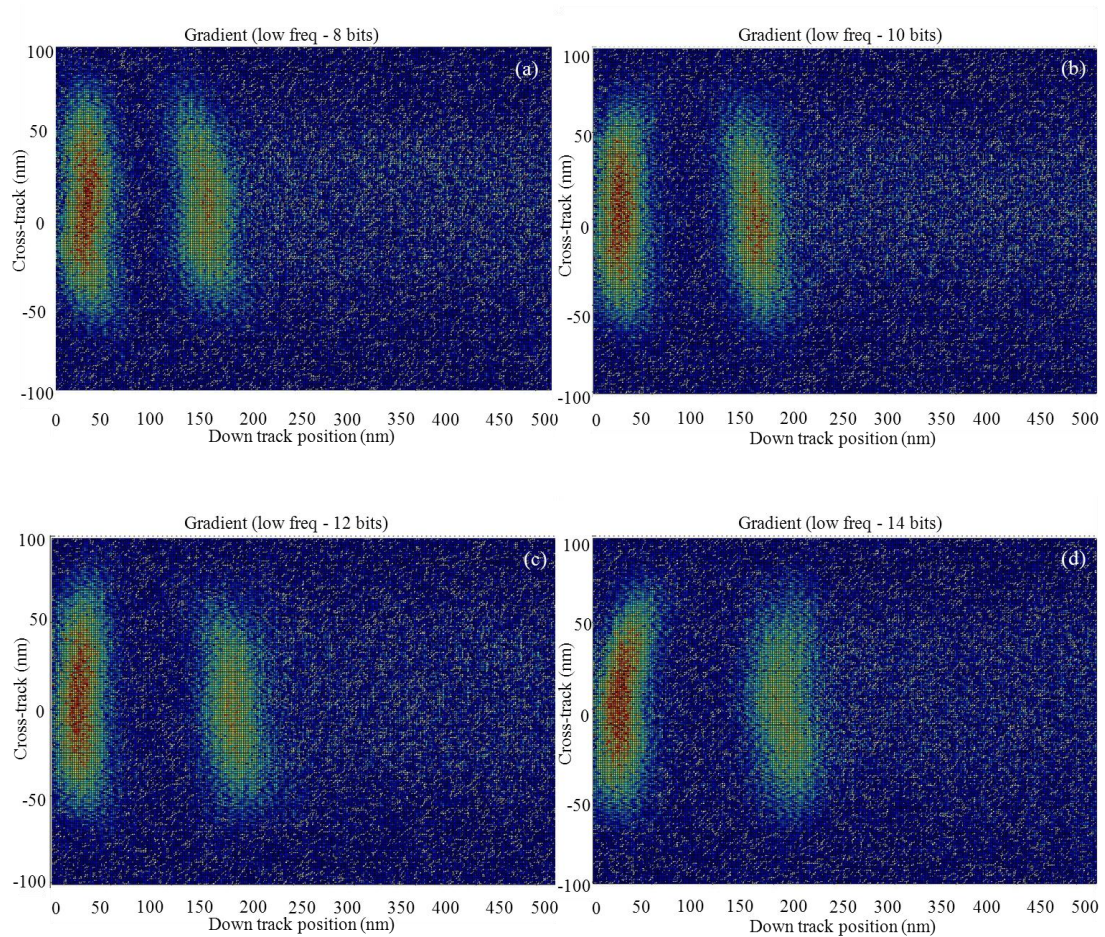 Gradient (low freq - 8 bits)
(a)
Cross-track (nm)
100
50
0
-50
-100
0 50 100 150 200 250 300 350 400 450 500
Down track position (nm)
Gradient (low freq - 10 bits)
(b)
Cross-track (nm)
100
50
0
-50
-100
0 50 100 150 200 250 300 350 400 450 500
Down track position (nm)
Gradient (low freq - 12 bits)
(c)
Cross-track (nm)
100
50
0
-50
-100
0 50 100 150 200 250 300 350 400 450 500
Down track position (nm)
Gradient (low freq - 14 bits)
(d)
Cross-track (nm)
100
50
0
-50
-100
0 50 100 150 200 250 300 350 400 450 500
Down track position (nm)